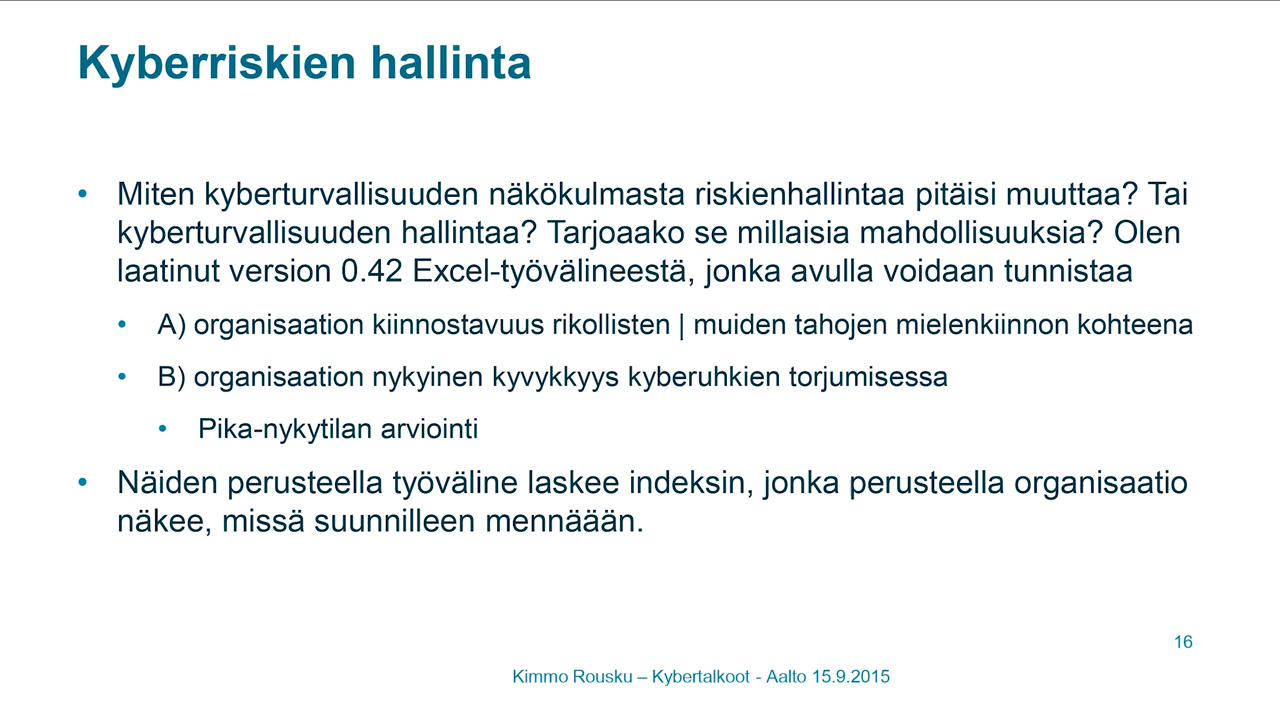 Kyberriskien hallinta
• Miten kyberturvallisuuden näkökulmasta riskienhallintaa pitäisi muuttaa? Tai
kyberturvallisuuden hallintaa? Tarjoaako se millaisia mahdollisuuksia? Olen
laatinut version 0.42 Excel-työvälineestä, jonka avulla voidaan tunnistaa
• A) organisaation kiinnostavuus rikollisten | muiden tahojen mielenkiinnon kohteena
• B) organisaation nykyinen kyvykkyys kyberuhkien torjumisessa
• Pika-nykytilan arviointi
• Näiden perusteella työväline laskee indeksin, jonka perusteella organisaatio
näkee, missä suunnilleen mennäään.
16
Kimmo Rousku – Kybertalkoot - Aalto 15.9.2015